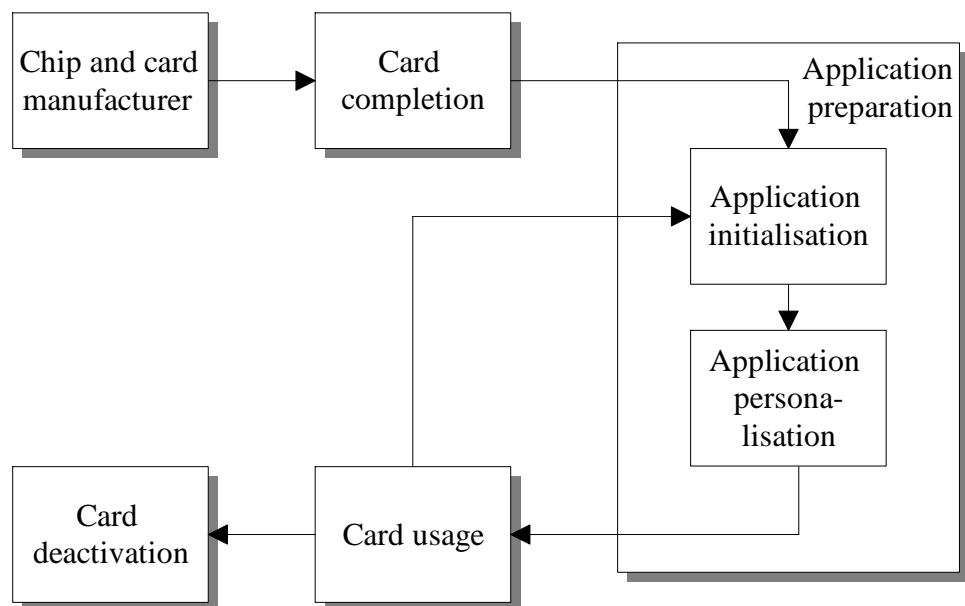 Chip and card
manufacturer
Card
completion
Application
preparation
Application
initialisation
Application
persona-
lisation
Card
deactivation
Card usage